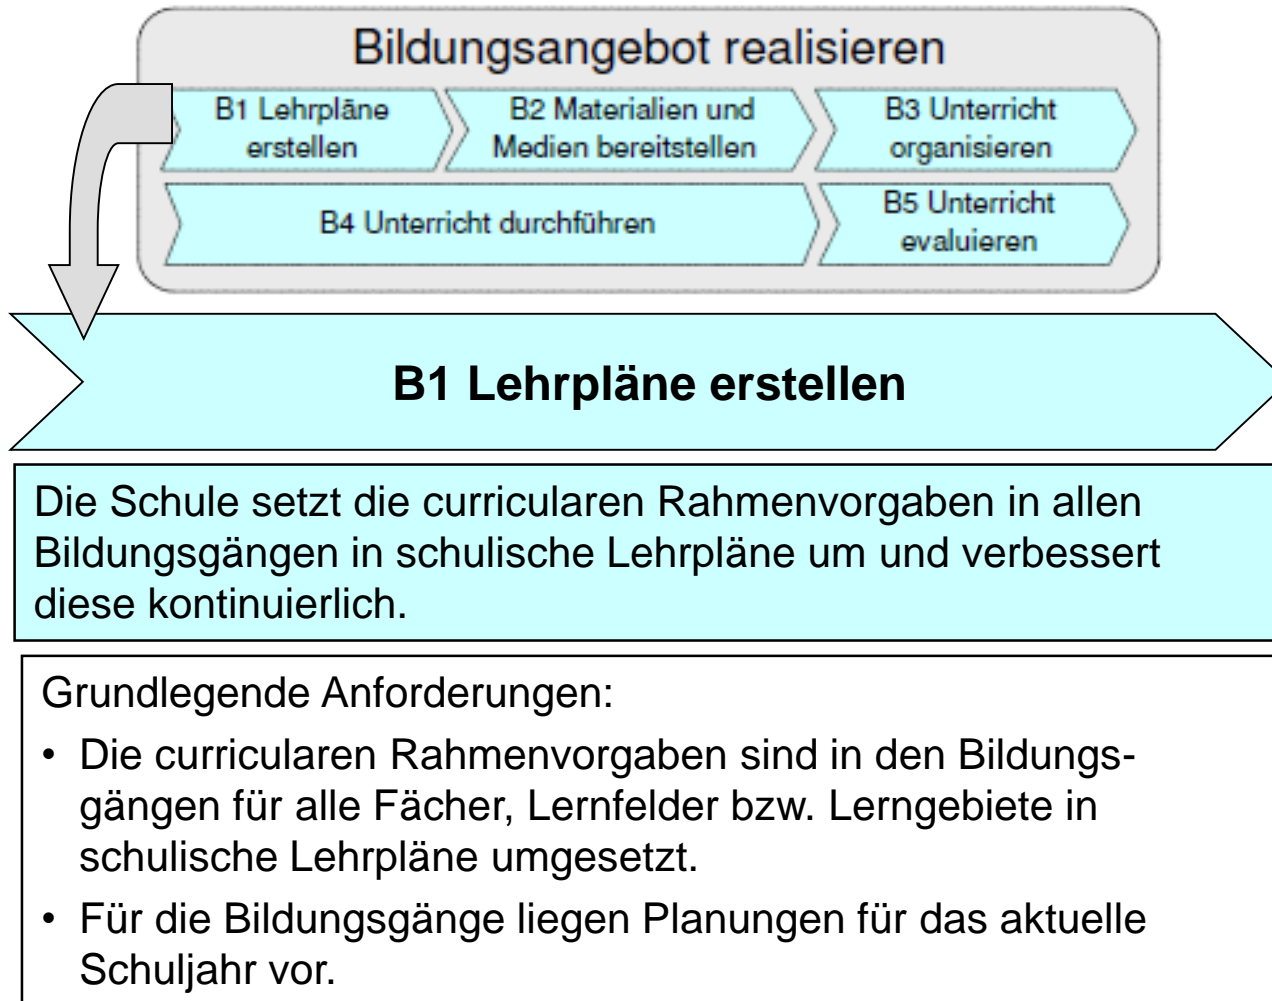 Bildungsangebot realisieren
B1 Lehrpläne
erstellen
B2 Materialien und
Medien bereitstellen
B3 Unterricht
organisieren
B4 Unterricht durchführen
B5 Unterricht
evaluieren
B1 Lehrpläne erstellen
Die Schule setzt die curricularen Rahmenvorgaben in allen
Bildungsgängen in schulische Lehrpläne um und verbessert
diese kontinuierlich.
Grundlegende Anforderungen:
• Die curricularen Rahmenvorgaben sind in den Bildungs-
gängen für alle Fächer, Lernfelder bzw. Lerngebiete in
schulische Lehrpläne umgesetzt.
• Für die Bildungsgänge liegen Planungen für das aktuelle
Schuljahr vor.